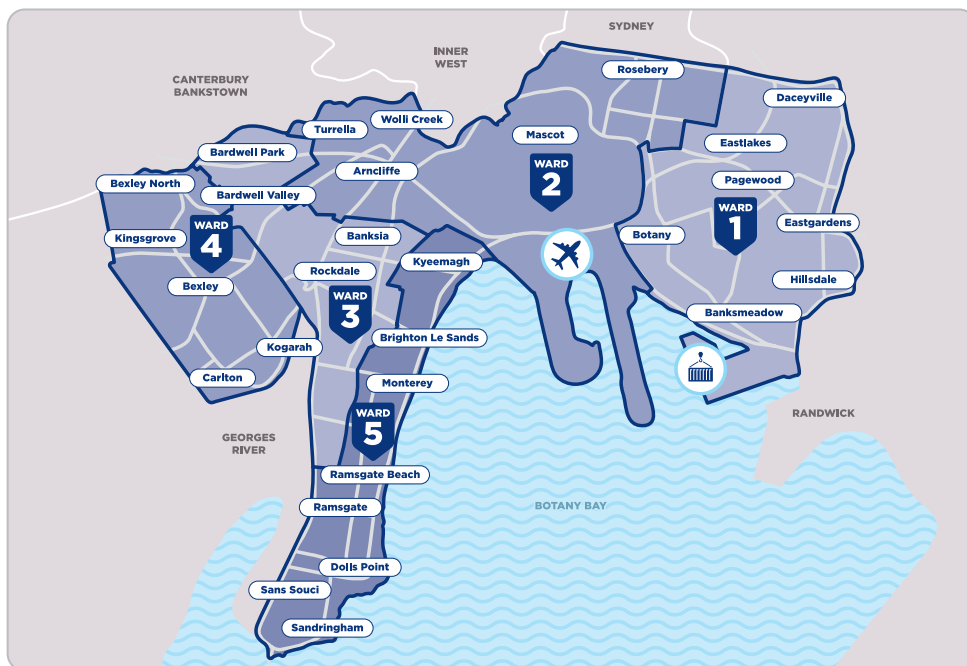 SYDNEY
INNER
WEST
CANTERBURY
BANKSTOWN
Rosebery
Daceyville
Wolli Creek
Turrella
Mascot
Eastlakes
Bardwell Park
Arncliffe
WARD
2
Pagewood
Bexley North
Bardwell Valley
WARD
1
Eastgardens
WARD
4
Kingsgrove
Banksia
Botany
Kyeemagh
Rockdale
Hillsdale
Bexley
WARD
3
Banksmeadow
Brighton Le Sands
Kogarah
Carlton
Monterey
RANDWICK
WARD
5
GEORGES
RIVER
Ramsgate Beach
Ramsgate
BOTANY BAY
Dolls Point
Sans Souci
Sandringham